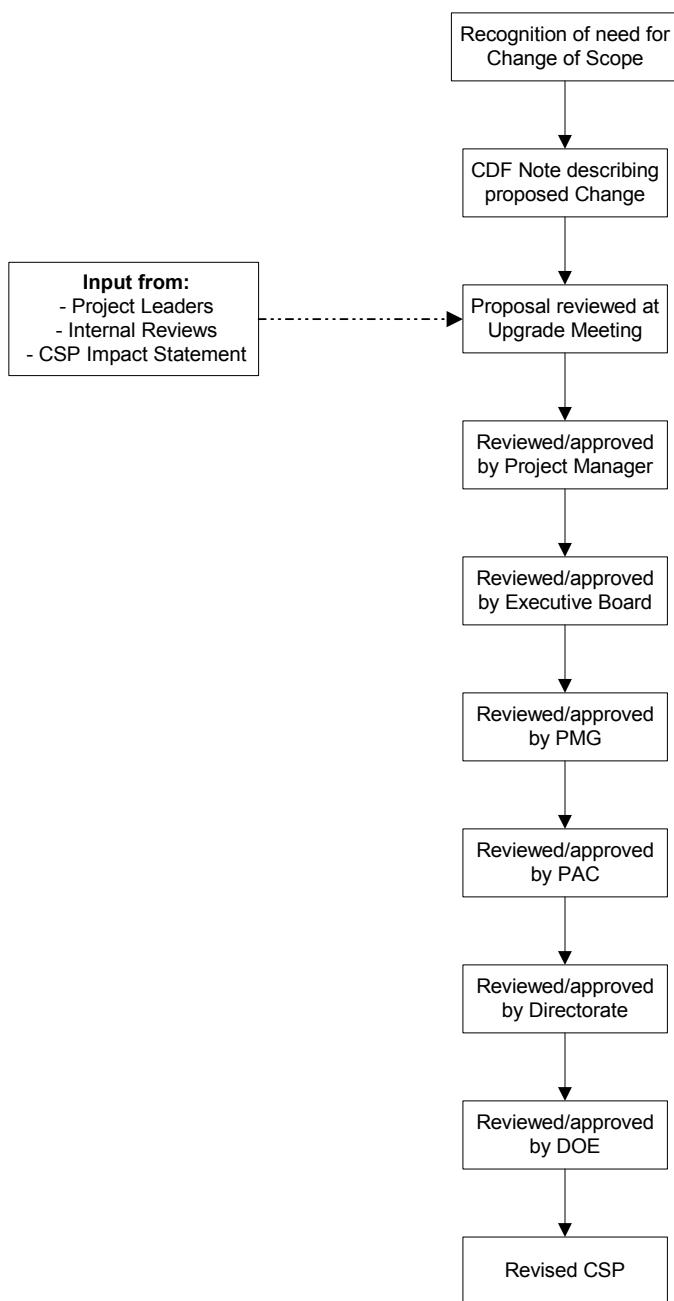 Recognition of need for
Change of Scope
CDF Note describing
proposed Change
Input from:
- Project Leaders
- Internal Reviews
- CSP Impact Statement
Proposal reviewed at
Upgrade Meeting
Reviewed/approved
by Project Manager
Reviewed/approved
by Executive Board
Reviewed/approved
by PMG
Reviewed/approved
by PAC
Reviewed/approved
by Directorate
Reviewed/approved
by DOE
Revised CSP